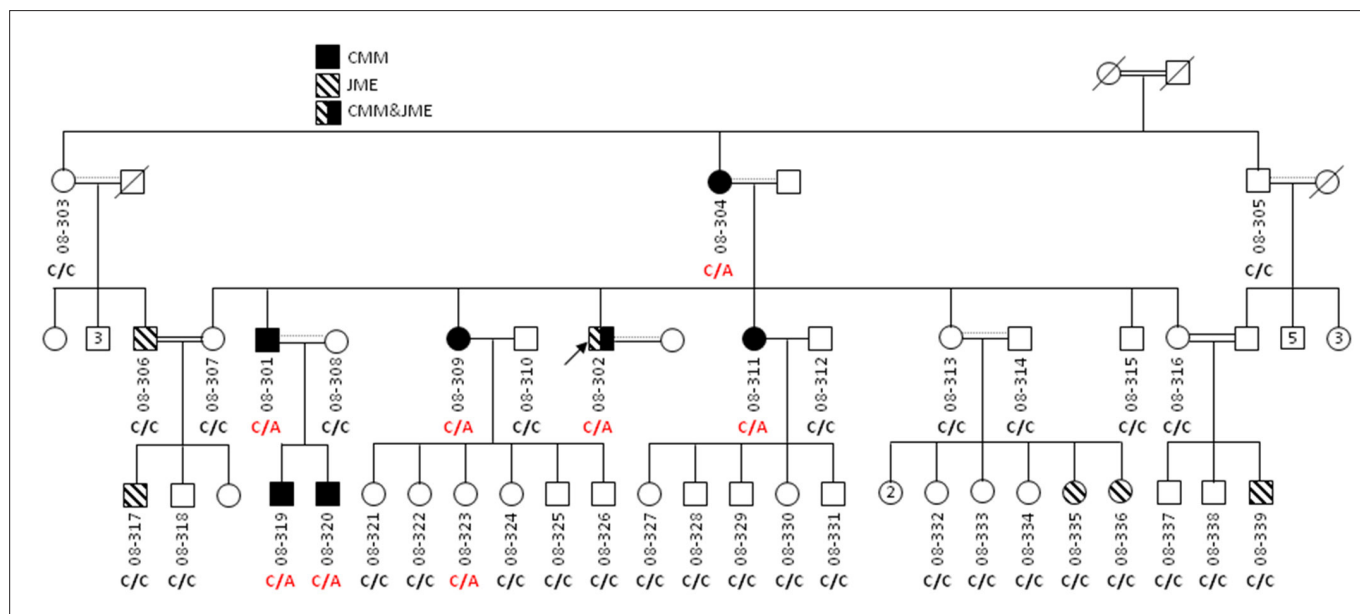 CMM
JME
CMM&JME
08-303
C/C
08-304
C/A
08-305
C/C
3
5
3
08-306
C/C
08-307
C/C
08-301
C/A
08-308
C/C
08-309
C/A
08-310
C/C
08-302
C/A
08-311
C/A
08-312
C/C
08-313
C/C
08-314
C/C
08-315
C/C
08-316
C/C
2
08-317
C/C
08-318
C/C
08-319
C/A
08-320
C/A
08-321
C/C
08-322
C/C
08-223
C/A
08-324
C/C
08-325
C/C
08-326
C/C
08-327
C/C
08-328
C/C
08-329
C/C
08-330
C/C
08-331
C/C
08-332
C/C
08-333
C/C
08-334
C/C
08-335
C/C
08-336
C/C
08-337
C/C
08-338
C/C
08-339
C/C